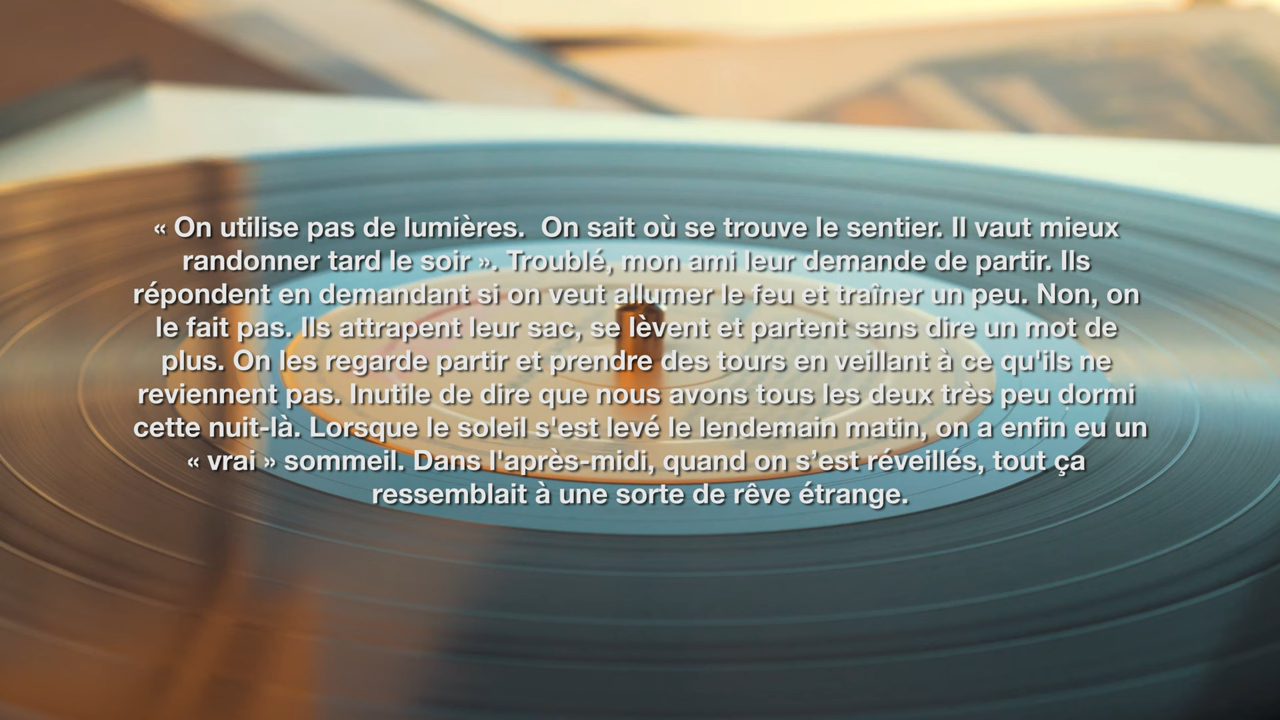 « On utilise pas de lumières.  On sait où se trouve le sentier. Il vaut mieux
randonner tard le soir ». Troublé, mon ami leur demande de partir. Ils
répondent en demandant si on veut allumer le feu et traîner un peu. Non, on
le fait pas. Ils attrapent leur sac, se lèvent et partent sans dire un mot de
plus. On les regarde partir et prendre des tours en veillant à ce qu'ils ne
reviennent pas. Inutile de dire que nous avons tous les deux très peu dormi
cette nuit-là. Lorsque le soleil s'est levé le lendemain matin, on a enfin eu un
« vrai » sommeil. Dans l'après-midi, quand on s’est réveillés, tout ça
ressemblait à une sorte de rêve étrange.